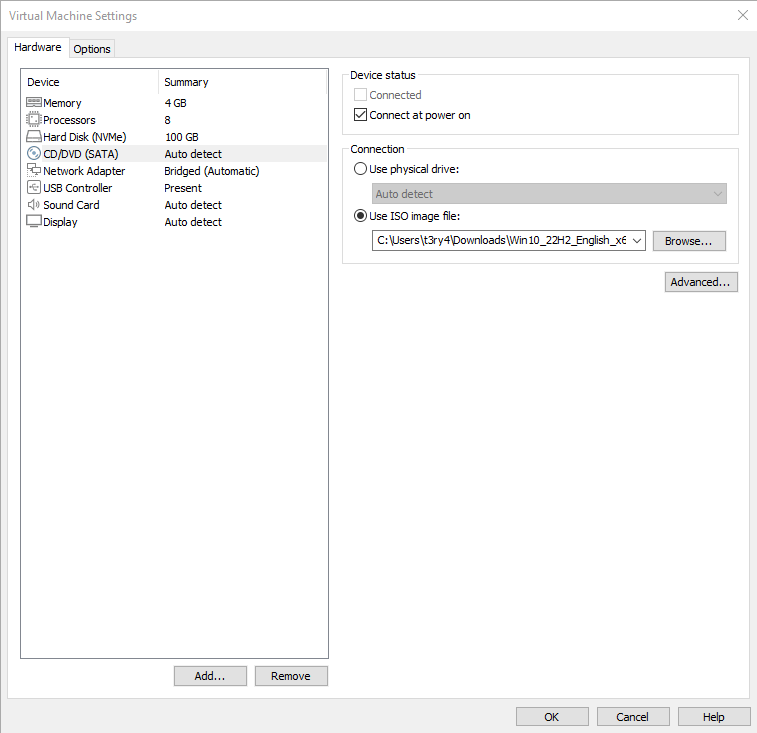 Virtual Machine Settings
Hardware
Options
Device Summary
Memory 4 GB
Processors 8
Hard Disk (NVMe) 100 GB
CD/DVD (SATA) Auto detect
Network Adapter Bridged (Automatic)
USB Controller Present
Sound Card Auto detect
Display Auto detect
Add... Remove
Device status
Connected
Connect at power on
Connection
Use physical drive:
Auto detect
Use ISO image file:
C:\Users\t3ry4\Downloads\Win10_22H2_English_x6 Browse...
Advanced...
OK Cancel Help